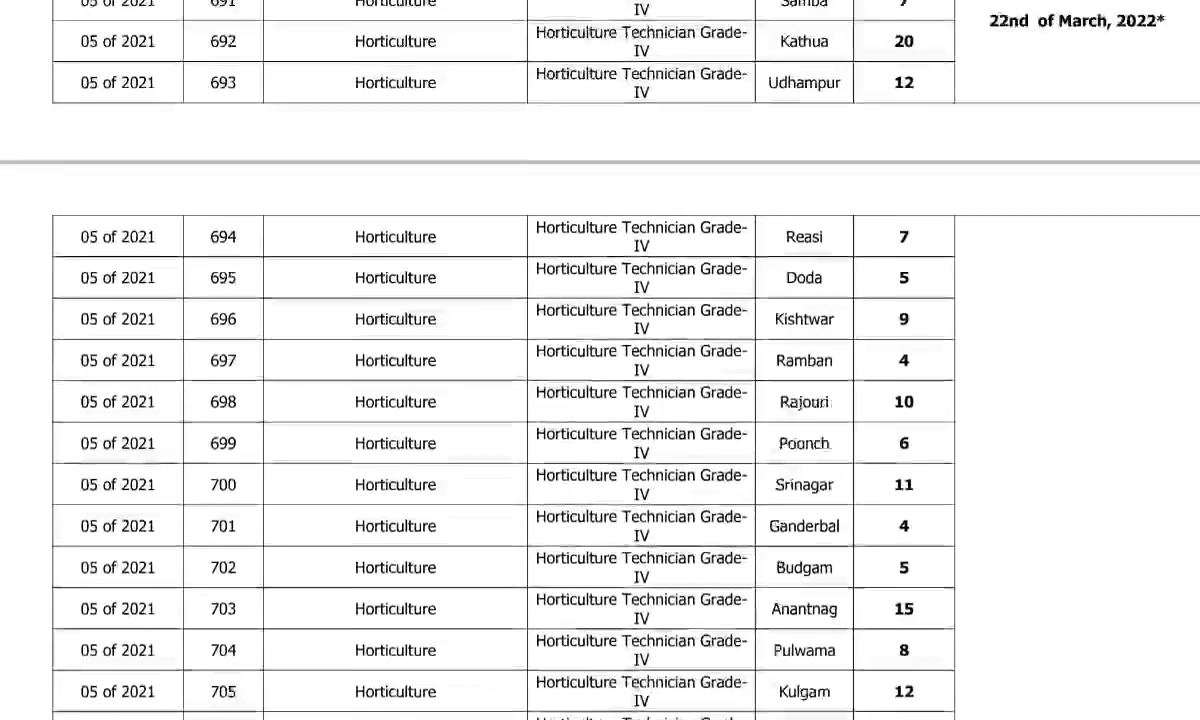 05 of 2021 691 Horticulture IV Samba 7
22nd of March, 2022*
05 of 2021 692 Horticulture Horticulture Technician Grade-
IV Kathua 20
05 of 2021 693 Horticulture Horticulture Technician Grade-
IV Udhampur 12
05 of 2021 694 Horticulture Horticulture Technician Grade-
IV Reasi 7
05 of 2021 695 Horticulture Horticulture Technician Grade-
IV Doda 5
05 of 2021 696 Horticulture Horticulture Technician Grade-
IV Kishtwar 9
05 of 2021 697 Horticulture Horticulture Technician Grade-
IV Ramban 4
05 of 2021 698 Horticulture Horticulture Technician Grade-
IV Rajouri 10
05 of 2021 699 Horticulture Horticulture Technician Grade-
IV Poonch 6
05 of 2021 700 Horticulture Horticulture Technician Grade-
IV Srinagar 11
05 of 2021 701 Horticulture Horticulture Technician Grade-
IV Ganderbal 4
05 of 2021 702 Horticulture Horticulture Technician Grade-
IV Budgam 5
05 of 2021 703 Horticulture Horticulture Technician Grade-
IV Anantnag 15
05 of 2021 704 Horticulture Horticulture Technician Grade-
IV Pulwama 8
05 of 2021 705 Horticulture Horticulture Technician Grade-
IV Kulgam 12